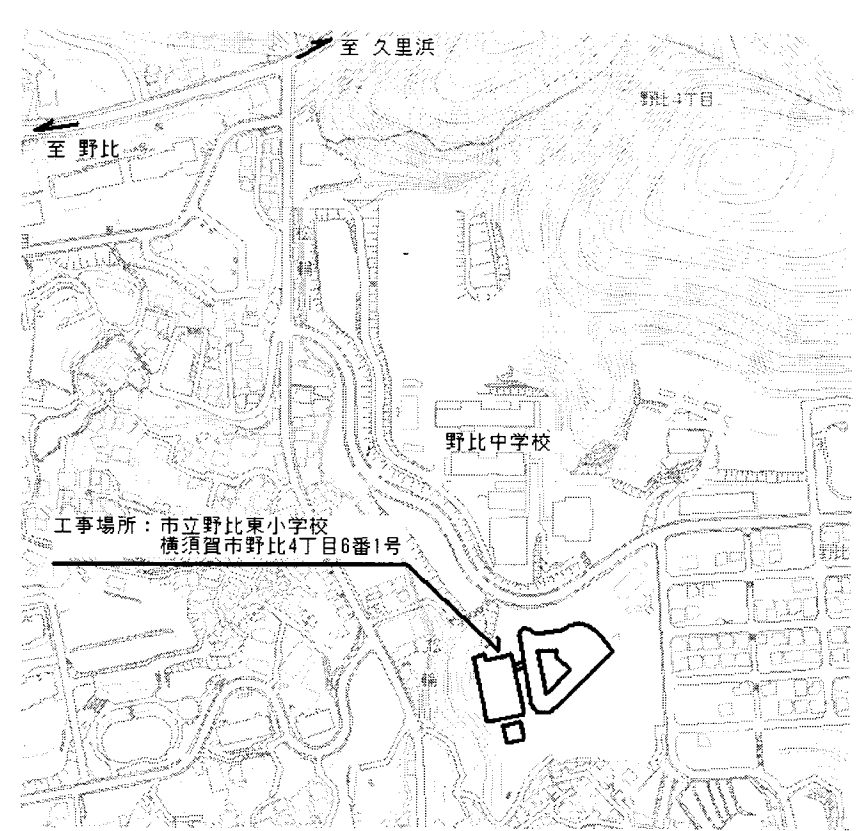 至 久里浜
野比4丁目
至 野比
野比中学校
工事場所：市立野比東小学校
横須賀市野比4丁目6番1号